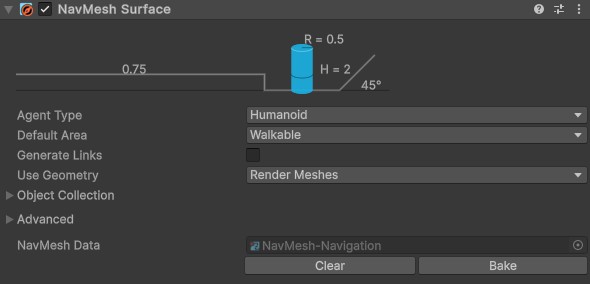 NavMesh Surface
R = 0.5
0.75
H = 2
45°
Agent Type Humanoid
Default Area Walkable
Generate Links
Use Geometry Render Meshes
Object Collection
Advanced
NavMesh Data NavMesh-Navigation
Clear Bake